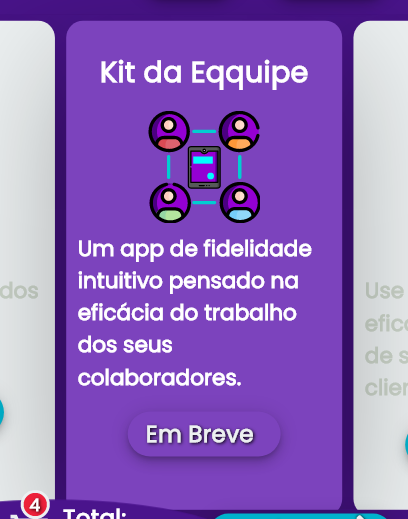 Kit da Eqquipe
Um app de fidelidade
intuitivo pensado na
eficácia do trabalho
dos seus
colaboradores.
dos
Use
efic
de s
clien
Em Breve
4
Total: